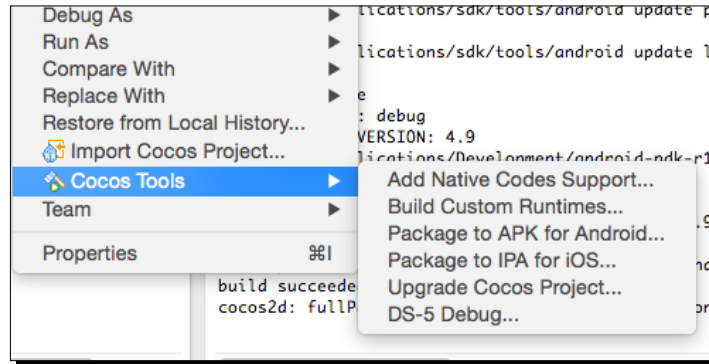 Debug As
Run As
Compare With
Replace With
Restore from Local History...
Import Cocos Project...
Cocos Tools
Team
Properties ⌘I
Add Native Codes Support...
Build Custom Runtimes...
Package to APK for Android...
Package to IPA for iOS...
Upgrade Cocos Project...
DS-5 Debug...
lications/sdk/tools/android update p
lications/sdk/tools/android update l
e
: debug
VERSION: 4.9
lications/Development/android-ndk-r1
.9
build succeede
cocos2d: fullP